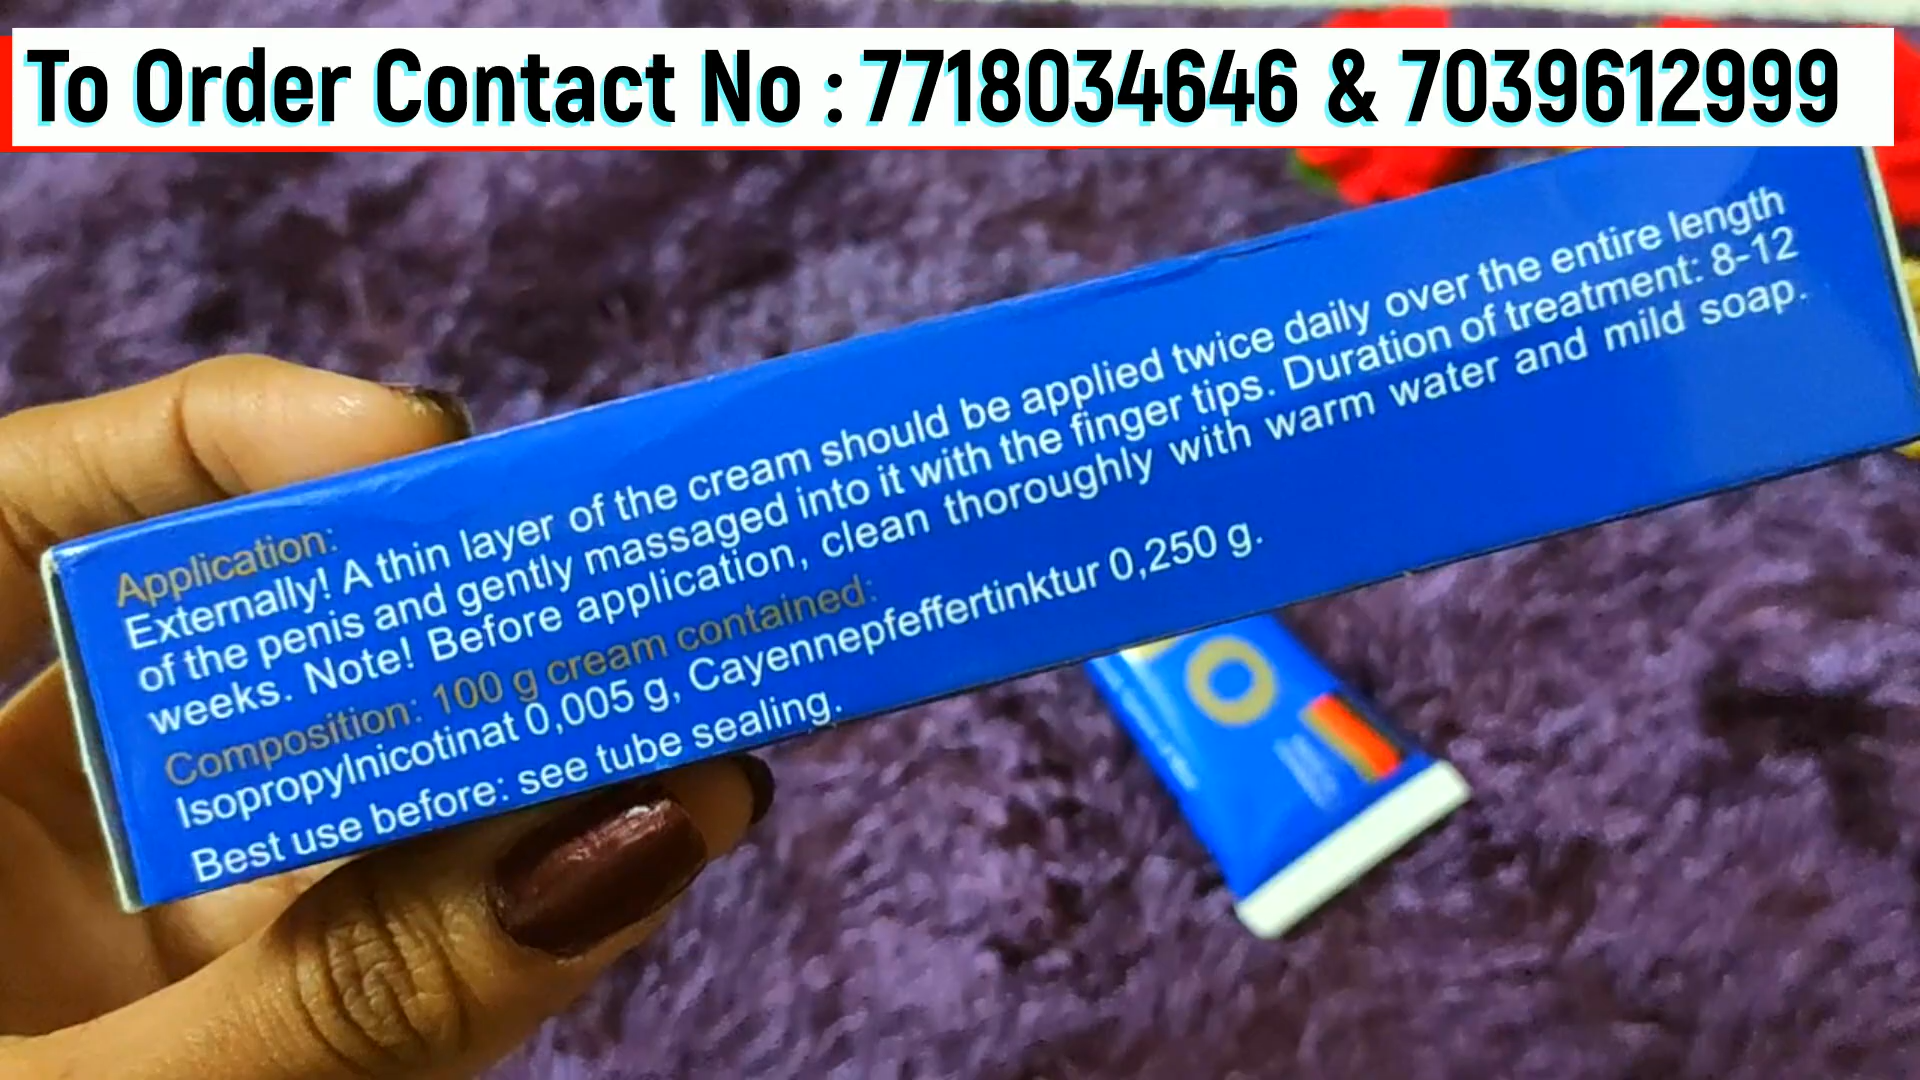 To Order Contact No : 7718034646 & 7039612999
Application:
Externally! A thin layer of the cream should be applied twice daily over the entire length
of the penis and gently massaged into it with the finger tips. Duration of treatment: 8-12
weeks. Note! Before application, clean thoroughly with warm water and mild soap.
Composition: 100 g cream contained:
Isopropylnicotinat 0,005 g, Cayennepfeffertinktur 0,250 g.
Best use before: see tube sealing.